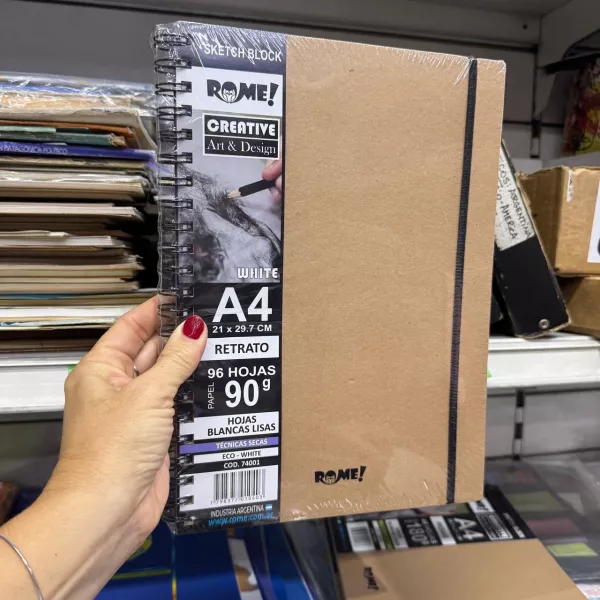 SKETCH BLOCK
ROME!
CREATIVE
Art & Design
WHITE
A4
21 x 29.7 CM
RETRATO
96 HOJAS
PAPEL 90g
HOJAS
BLANCAS LISAS
TÉCNICAS SECAS
ECO - WHITE
COD. 74001
INDUSTRIA ARGENTINA
www.rome.com.ar
ROME!
A4